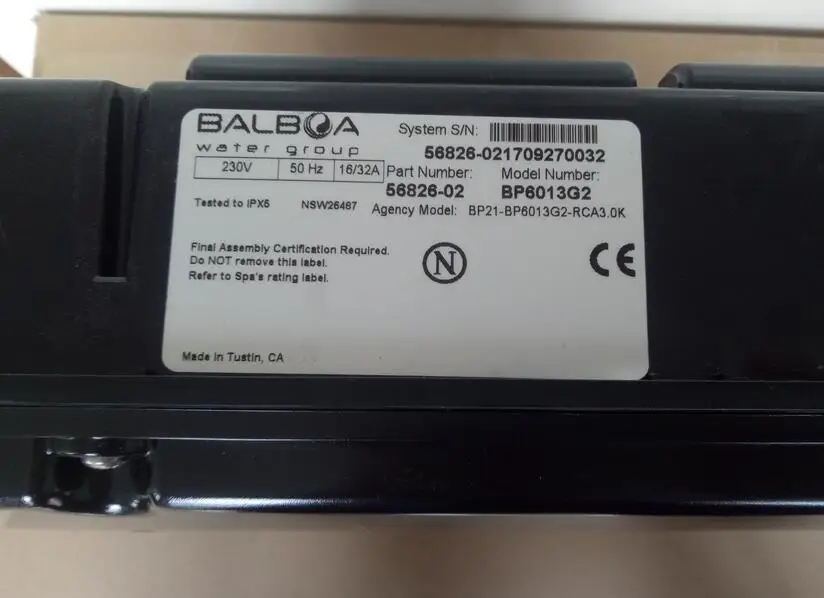 BALBOA
water group
System S/N:
56826-021709270032
230V 50 Hz 16/32A
Part Number: Model Number:
56826-02 BP6013G2
Tested to IPX5 NSW26487
Agency Model: BP21-BP6013G2-RCA3.0K
Final Assembly Certification Required.
Do NOT remove this label.
Refer to Spa's rating label.
N
CE
Made in Tustin, CA